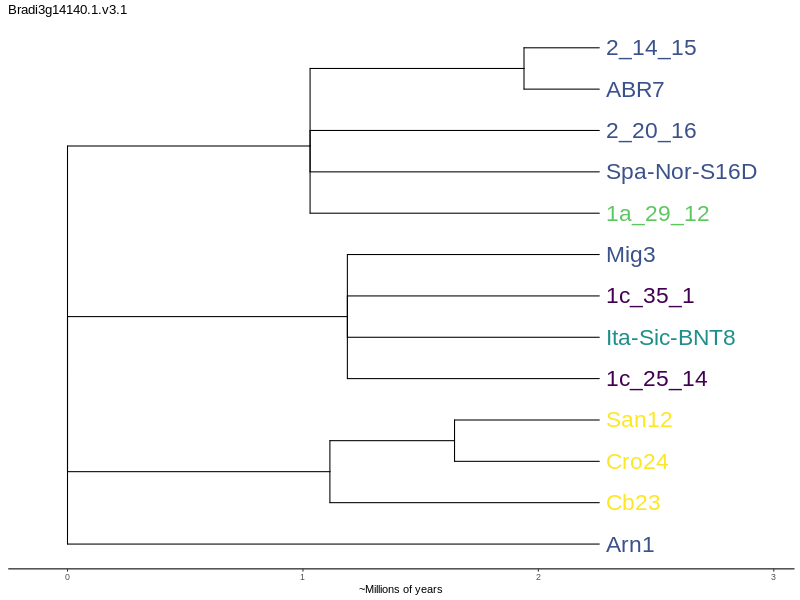 Bradi3g14140.1.v3.1
2_14_15
ABR7
2_20_16
Spa-Nor-S16D
1a_29_12
Mig3
1c_35_1
Ita-Sic-BNT8
1c_25_14
San12
Cro24
Cb23
Arn1
0 1 2 3
~Millions of years